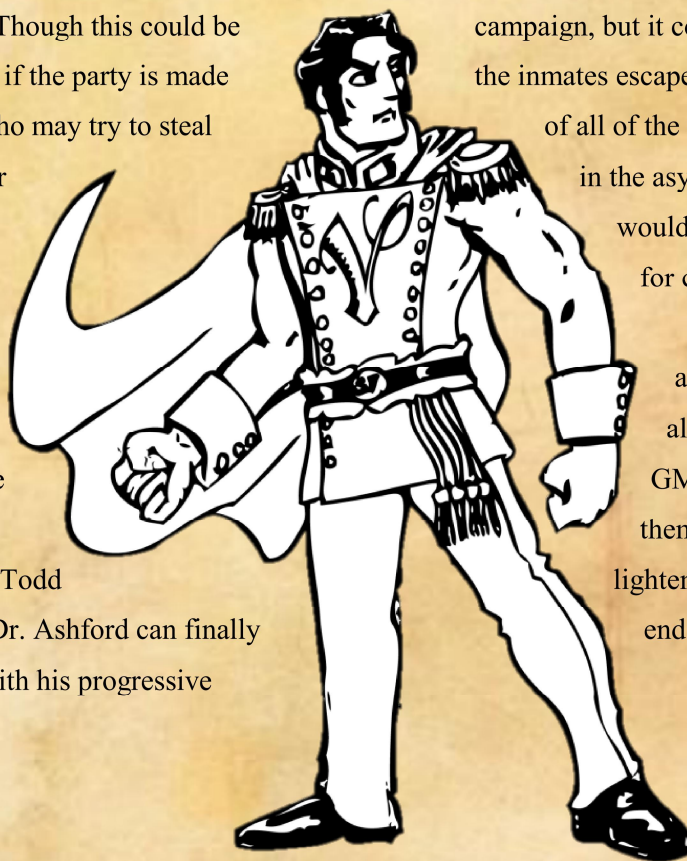 Though this could be
if the party is made
ho may try to steal
r
e
Todd
Dr. Ashford can finally
ith his progressive
campaign, but it co
the inmates escape
of all of the
in the asy
would
for c
a
al
GM
then
lighten
end